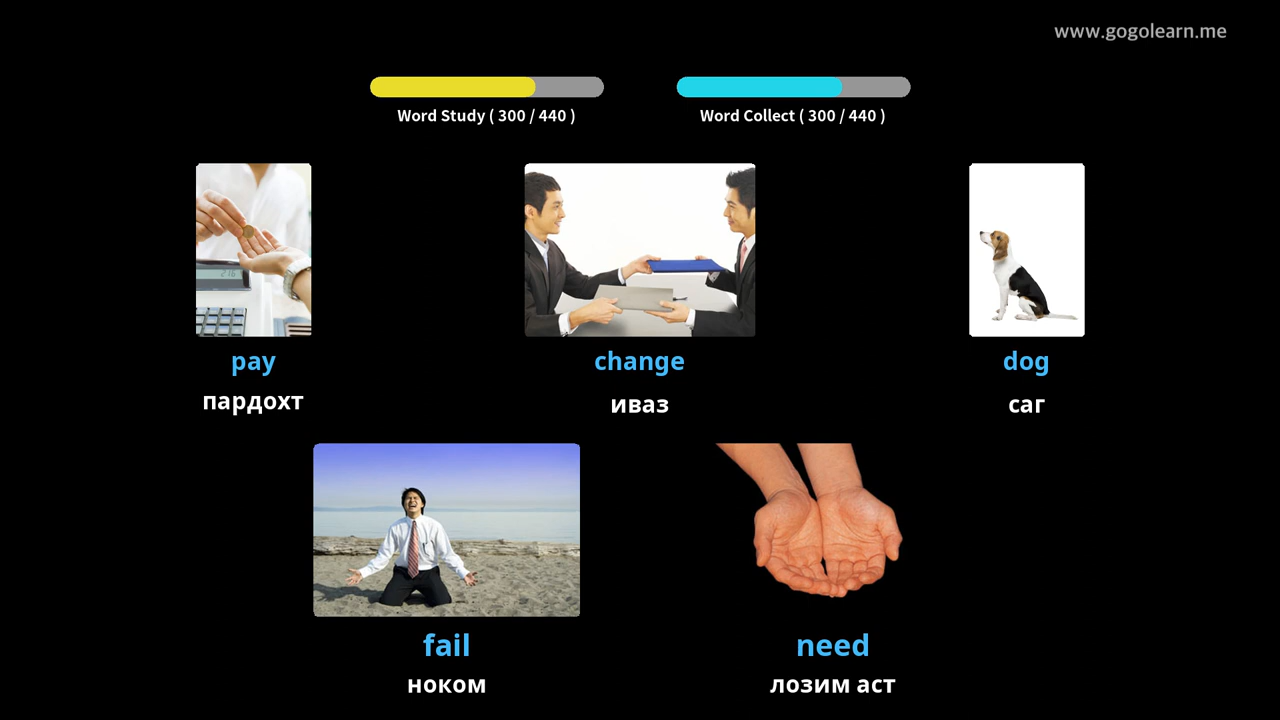 www.gogolearn.me
Word Study ( 300 / 440 )
Word Collect ( 300 / 440 )
pay
change
dog
пардохт
иваз
саг
fail
need
ноком
лозим аст